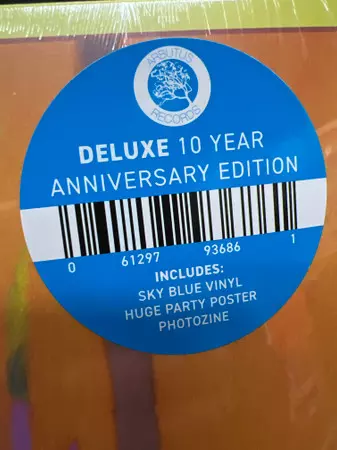 ARBUTUS
RECORDS
DELUXE 10 YEAR
ANNIVERSARY EDITION
0 61297 93686 1
INCLUDES:
SKY BLUE VINYL
HUGE PARTY POSTER
PHOTOZINE